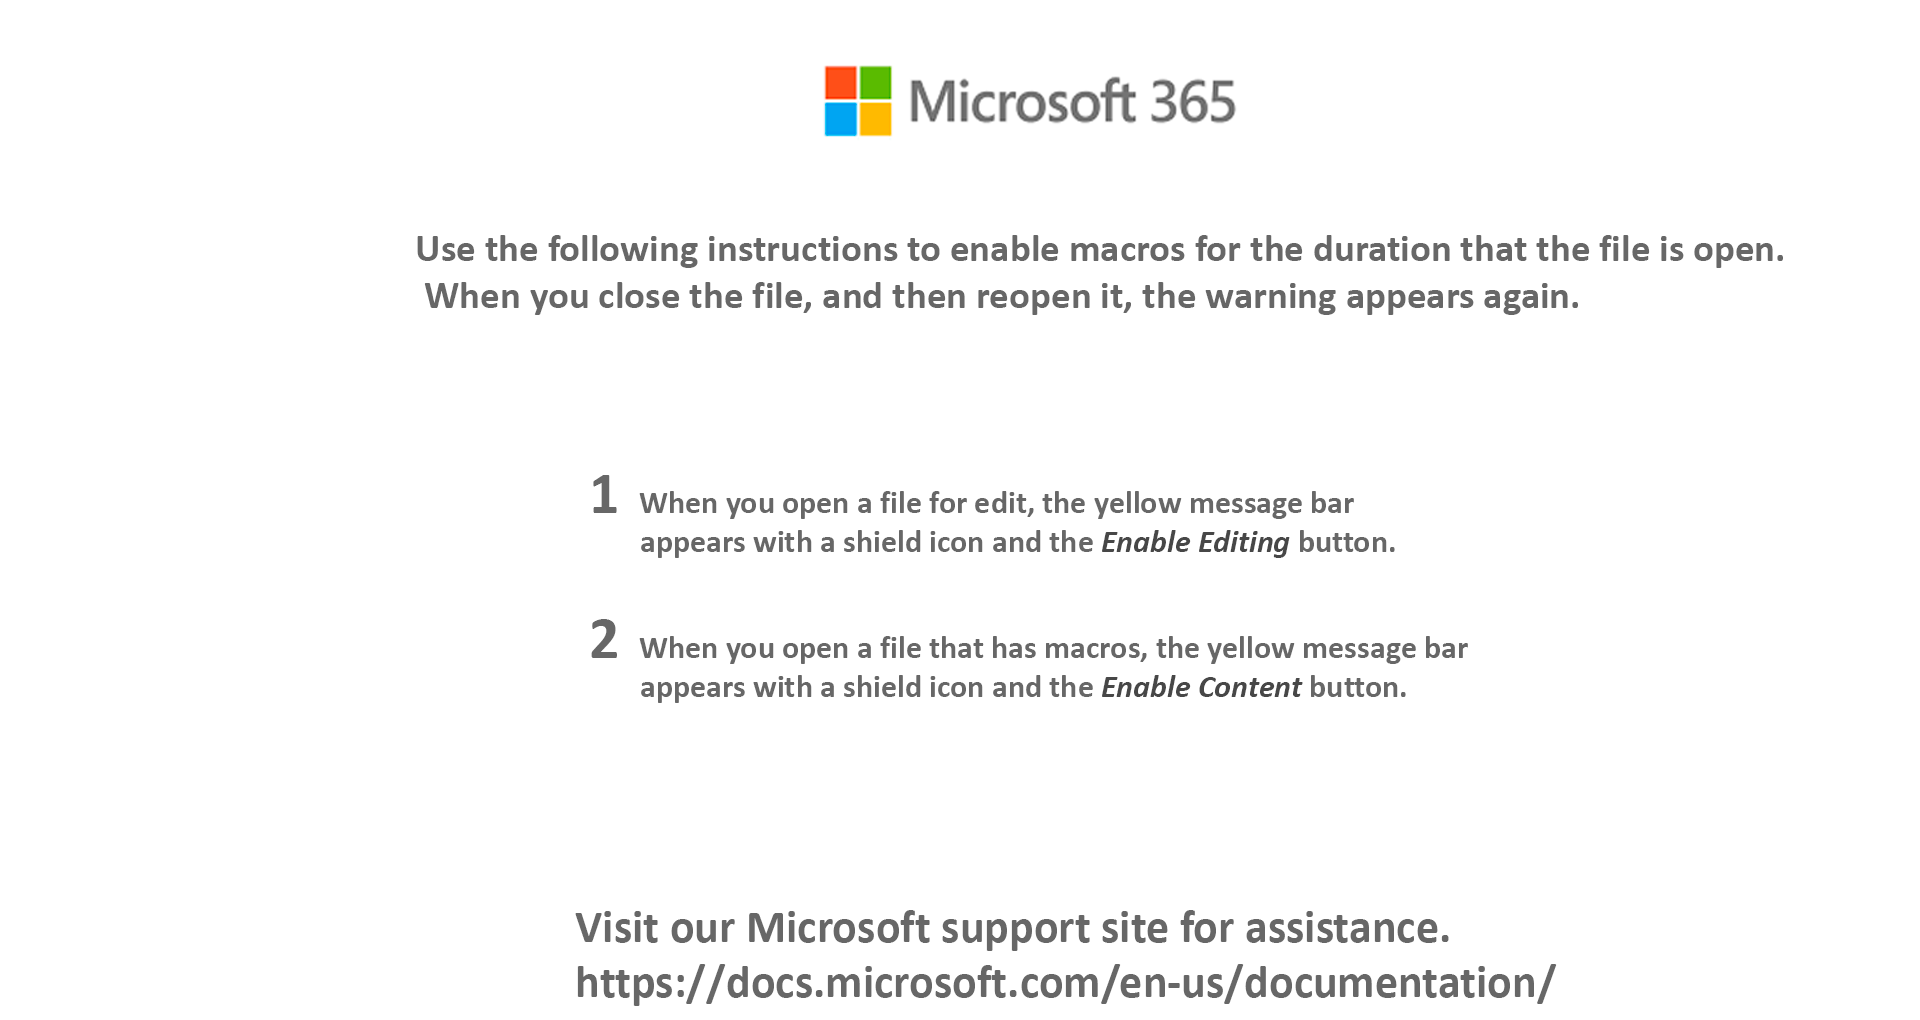 Microsoft 365
Use the following instructions to enable macros for the duration that the file is open.
When you close the file, and then reopen it, the warning appears again.
1 When you open a file for edit, the yellow message bar
appears with a shield icon and the Enable Editing button.
2 When you open a file that has macros, the yellow message bar
appears with a shield icon and the Enable Content button.
Visit our Microsoft support site for assistance.
https://docs.microsoft.com/en-us/documentation/